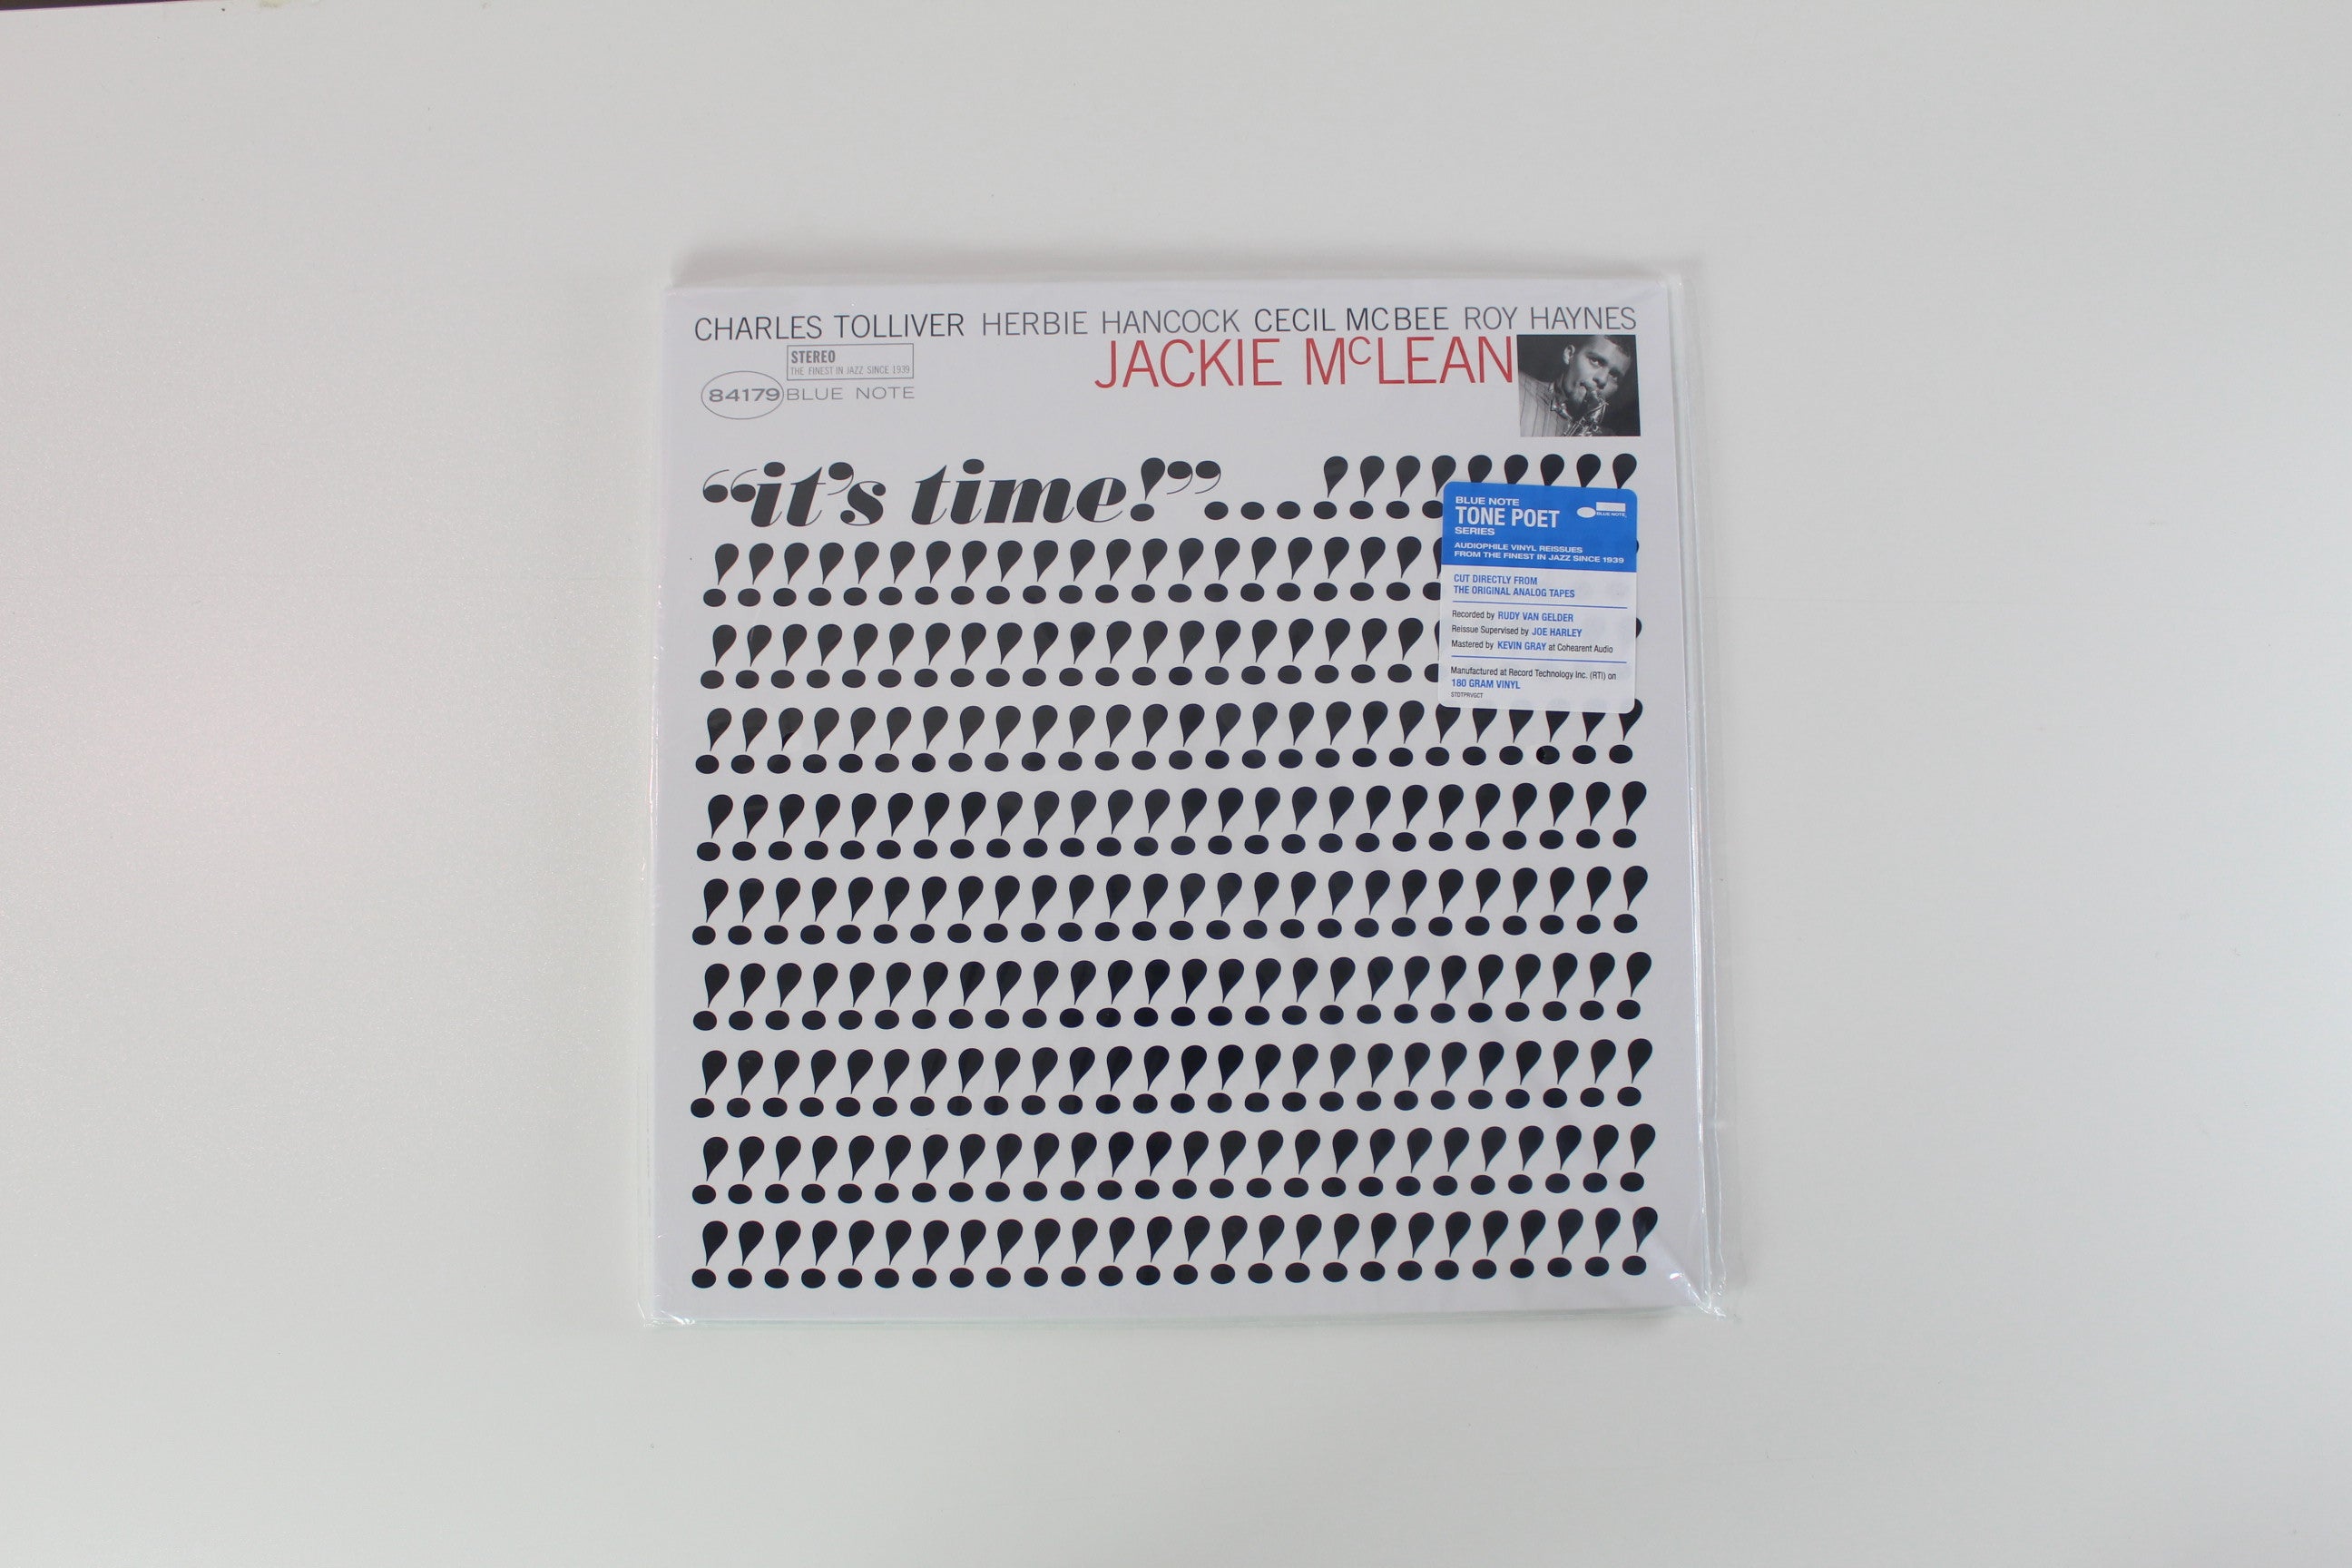 CHARLES TOLLIVER HERBIE HANCOCK CECIL MCBEE ROY HAYNES
JACKIE McLEAN
STEREO
THE FINEST IN JAZZ SINCE 1939
84179 BLUE NOTE
“it’s time!”...!!!!!!!!!
!!!!!!!!!!!!!!!!!!!!!
!!!!!!!!!!!!!!!!!!!!!
!!!!!!!!!!!!!!!!!!!!!!!!!!
!!!!!!!!!!!!!!!!!!!!!!!!!!
!!!!!!!!!!!!!!!!!!!!!!!!!!
!!!!!!!!!!!!!!!!!!!!!!!!!!
!!!!!!!!!!!!!!!!!!!!!!!!!!
!!!!!!!!!!!!!!!!!!!!!!!!!!
!!!!!!!!!!!!!!!!!!!!!!!!!!
BLUE NOTE
TONE POET
SERIES
BLUE NOTE
AUDIOPHILE VINYL REISSUES
FROM THE FINEST IN JAZZ SINCE 1939
CUT DIRECTLY FROM
THE ORIGINAL ANALOG TAPES
Recorded by RUDY VAN GELDER
Reissue Supervised by JOE HARLEY
Mastered by KEVIN GRAY at Cohearent Audio
Manufactured at Record Technology Inc. (RTI) on
180 GRAM VINYL